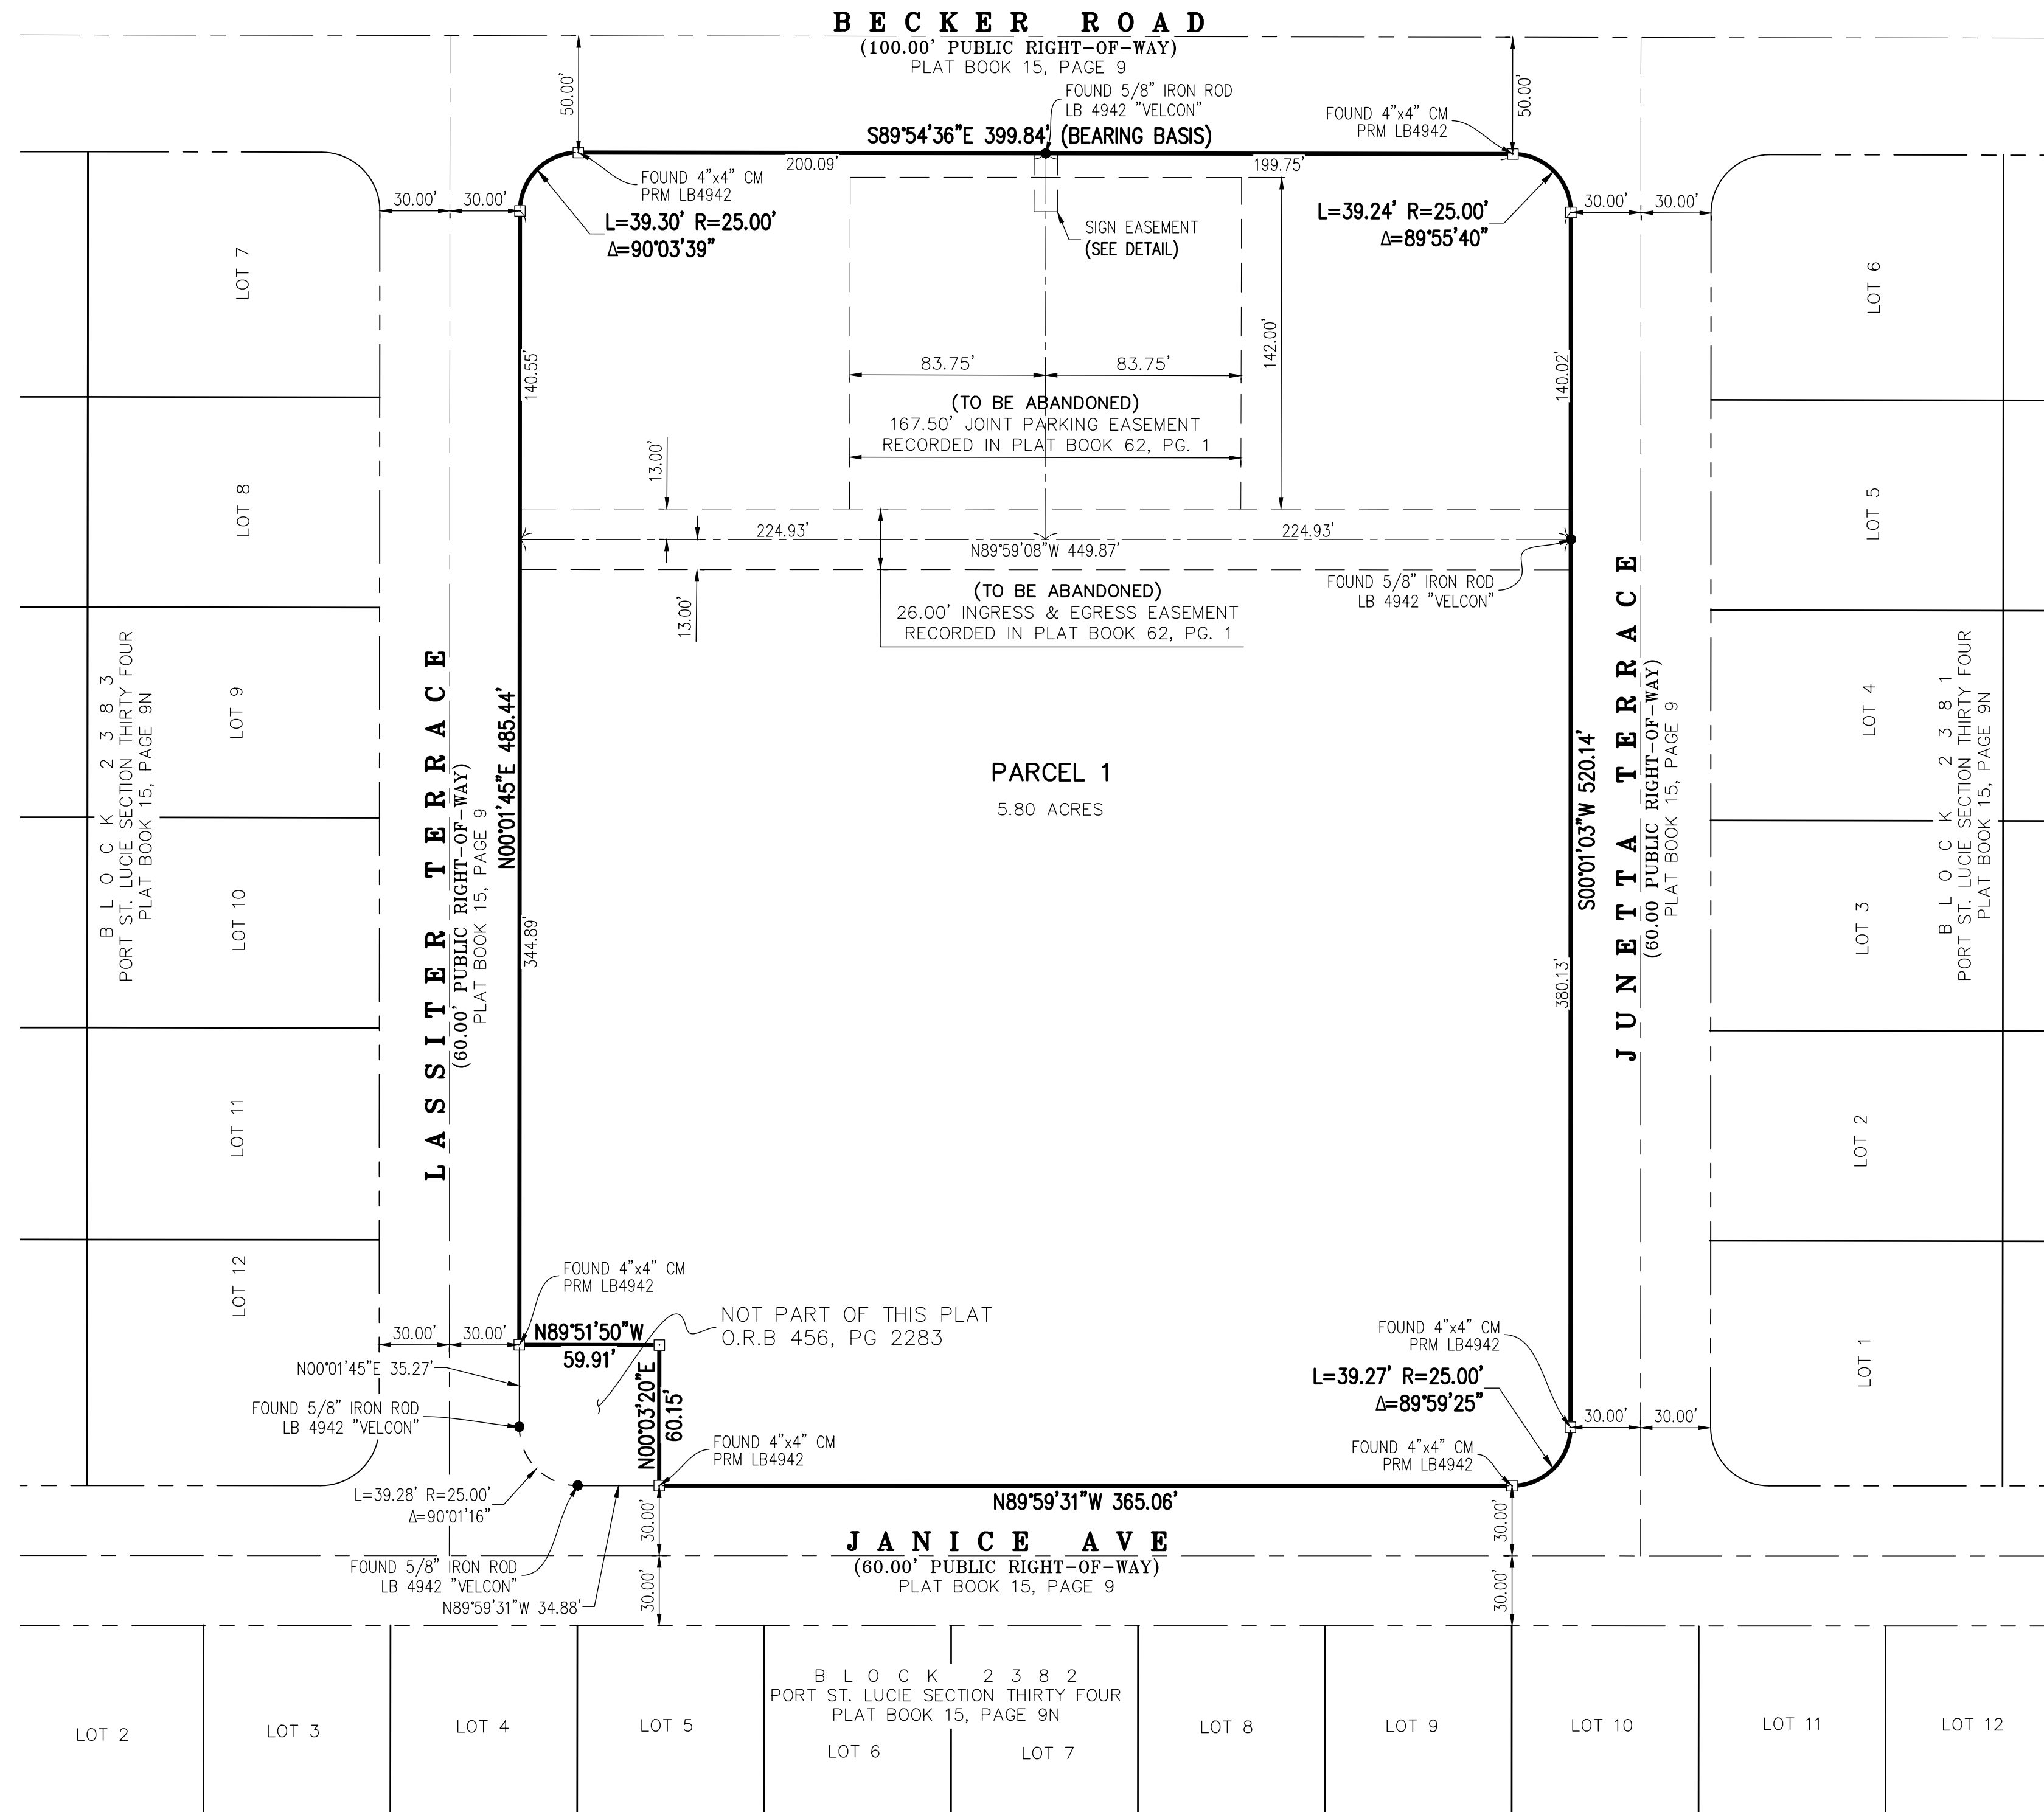 BECKER ROAD
(100.00' PUBLIC RIGHT-OF-WAY)
PLAT BOOK 15, PAGE 9
50.00'
50.00'
FOUND 5/8" IRON ROD
LB 4942 "VELCON"
FOUND 4"x4" CM
PRM LB4942
S89°54'36"E 399.84' (BEARING BASIS)
200.09'
199.75'
FOUND 4"x4" CM
PRM LB4942
30.00'
30.00'
L=39.30' R=25.00'
Δ=90°03'39"
SIGN EASEMENT
(SEE DETAIL)
L=39.24' R=25.00'
Δ=89°55'40"
30.00'
30.00'
LOT 7
LOT 6
140.55'
83.75'
83.75'
142.00'
140.02'
(TO BE ABANDONED)
167.50' JOINT PARKING EASEMENT
RECORDED IN PLAT BOOK 62, PG. 1
13.00'
LOT 8
LOT 5
224.93'
224.93'
N89°59'08"W 449.87'
13.00'
(TO BE ABANDONED)
26.00' INGRESS & EGRESS EASEMENT
RECORDED IN PLAT BOOK 62, PG. 1
FOUND 5/8" IRON ROD
LB 4942 "VELCON"
BLOCK 2383
PORT ST. LUCIE SECTION THIRTY FOUR
PLAT BOOK 15, PAGE 9N
LOT 9
LASSITER TERRACE
(60.00' PUBLIC RIGHT-OF-WAY)
PLAT BOOK 15, PAGE 9
N00°01'45"E 485.44'
PARCEL 1
5.80 ACRES
S00°01'03"W 520.14'
JUNETTA TERRACE
(60.00 PUBLIC RIGHT-OF-WAY)
PLAT BOOK 15, PAGE 9
LOT 4
BLOCK 2381
PORT ST. LUCIE SECTION THIRTY FOUR
PLAT BOOK 15, PAGE 9N
LOT 10
344.89'
380.13'
LOT 3
LOT 11
LOT 2
LOT 12
FOUND 4"x4" CM
PRM LB4942
NOT PART OF THIS PLAT
O.R.B 456, PG 2283
30.00'
30.00'
N89°51'50"W
59.91'
N00°01'45"E 35.27'
FOUND 5/8" IRON ROD
LB 4942 "VELCON"
N00°03'20"E
60.15'
FOUND 4"x4" CM
PRM LB4942
FOUND 4"x4" CM
PRM LB4942
L=39.27' R=25.00'
Δ=89°59'25"
FOUND 4"x4" CM
PRM LB4942
30.00'
30.00'
LOT 1
L=39.28' R=25.00'
Δ=90°01'16"
N89°59'31"W 365.06'
30.00'
30.00'
JANICE AVE
(60.00' PUBLIC RIGHT-OF-WAY)
PLAT BOOK 15, PAGE 9
FOUND 5/8" IRON ROD
LB 4942 "VELCON"
N89°59'31"W 34.88'
30.00'
30.00'
BLOCK 2382
PORT ST. LUCIE SECTION THIRTY FOUR
PLAT BOOK 15, PAGE 9N
LOT 2
LOT 3
LOT 4
LOT 5
LOT 6
LOT 7
LOT 8
LOT 9
LOT 10
LOT 11
LOT 12